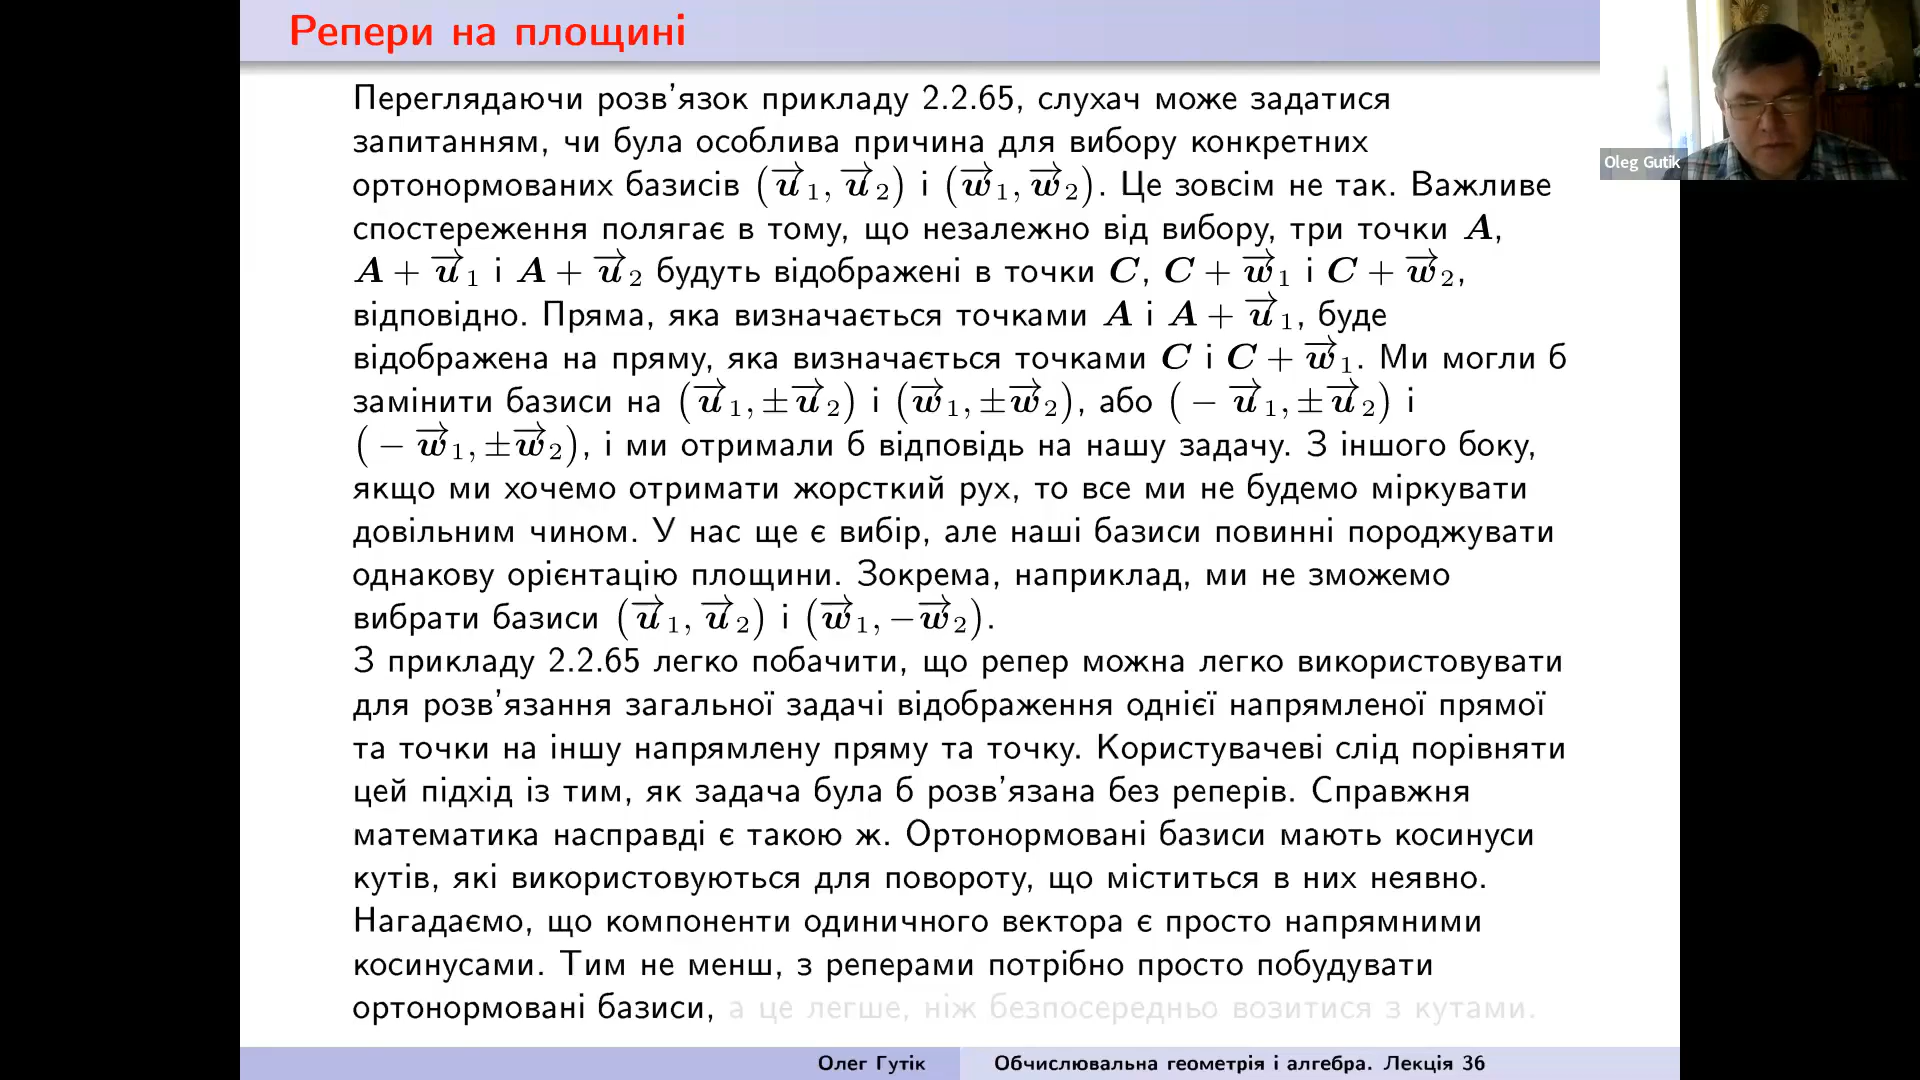 Репери на площині
Переглядаючи розв'язок прикладу 2.2.65, слухач може задатися
запитанням, чи була особлива причина для вибору конкретних
ортонормованих базисів (u⃗₁, u⃗₂) і (w⃗₁, w⃗₂). Це зовсім не так. Важливе
спостереження полягає в тому, що незалежно від вибору, три точки A,
A + u⃗₁ і A + u⃗₂ будуть відображені в точки C, C + w⃗₁ і C + w⃗₂,
відповідно. Пряма, яка визначається точками A і A + u⃗₁, буде
відображена на пряму, яка визначається точками C і C + w⃗₁. Ми могли б
замінити базиси на (u⃗₁, ±u⃗₂) і (w⃗₁, ±w⃗₂), або (− u⃗₁, ±u⃗₂) і
(− w⃗₁, ±w⃗₂), і ми отримали б відповідь на нашу задачу. З іншого боку,
якщо ми хочемо отримати жорсткий рух, то все ми не будемо міркувати
довільним чином. У нас ще є вибір, але наші базиси повинні породжувати
однакову орієнтацію площини. Зокрема, наприклад, ми не зможемо
вибрати базиси (u⃗₁, u⃗₂) і (w⃗₁, −w⃗₂).
З прикладу 2.2.65 легко побачити, що репер можна легко використовувати
для розв'язання загальної задачі відображення однієї напрямленої прямої
та точки на іншу напрямлену пряму та точку. Користувачеві слід порівняти
цей підхід із тим, як задача була б розв'язана без реперів. Справжня
математика насправді є такою ж. Ортонормовані базиси мають косинуси
кутів, які використовуються для повороту, що міститься в них неявно.
Нагадаємо, що компоненти одиничного вектора є просто напрямними
косинусами. Тим не менш, з реперами потрібно просто побудувати
ортонормовані базиси, а це легше, ніж безпосередньо возитися з кутами.
Олег Гутік Обчислювальна геометрія і алгебра. Лекція 36
Oleg Gutik